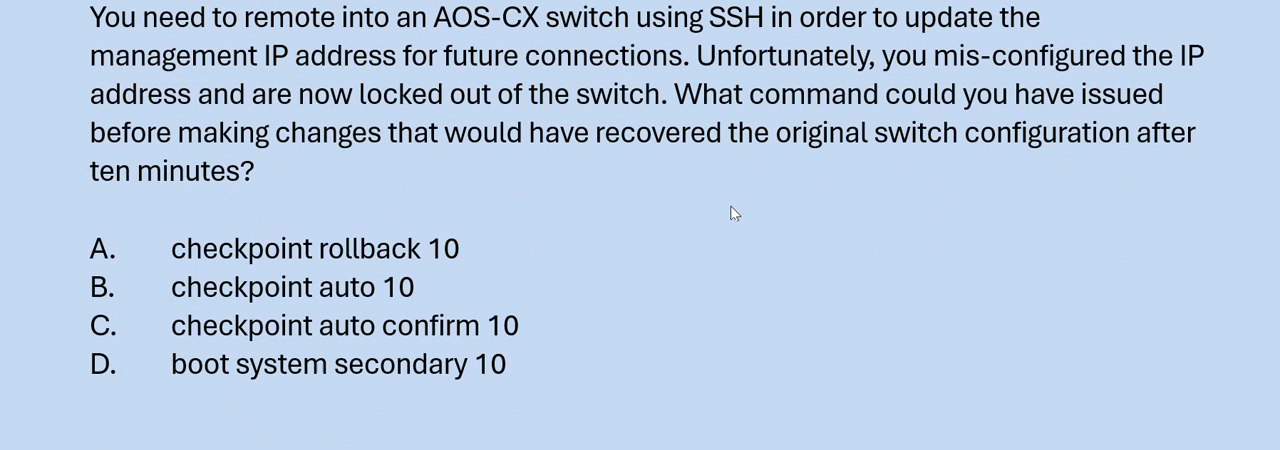 You need to remote into an AOS-CX switch using SSH in order to update the
management IP address for future connections. Unfortunately, you mis-configured the IP
address and are now locked out of the switch. What command could you have issued
before making changes that would have recovered the original switch configuration after
ten minutes?
A. checkpoint rollback 10
B. checkpoint auto 10
C. checkpoint auto confirm 10
D. boot system secondary 10